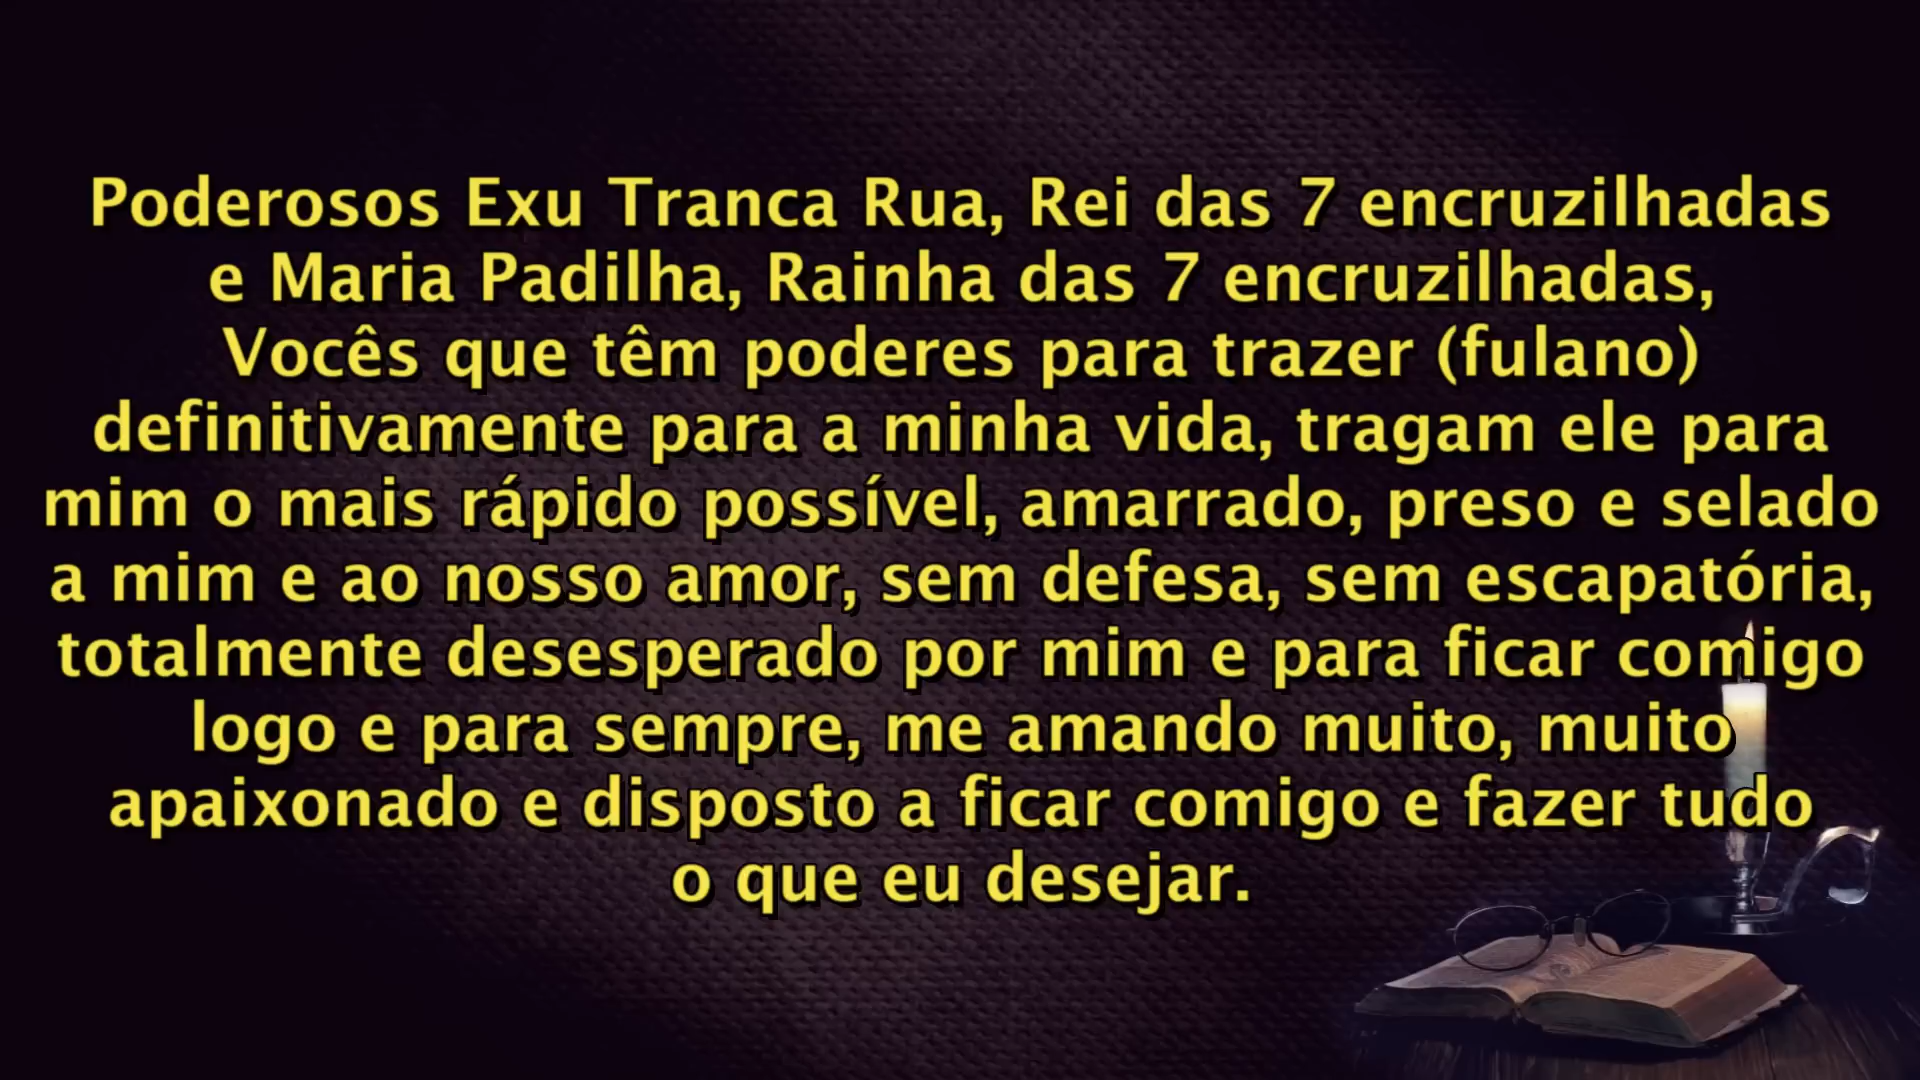 Poderosos Exu Tranca Rua, Rei das 7 encruzilhadas
e Maria Padilha, Rainha das 7 encruzilhadas,
Vocês que têm poderes para trazer (fulano)
definitivamente para a minha vida, tragam ele para
mim o mais rápido possível, amarrado, preso e selado
a mim e ao nosso amor, sem defesa, sem escapatória,
totalmente desesperado por mim e para ficar comigo
logo e para sempre, me amando muito, muito
apaixonado e disposto a ficar comigo e fazer tudo
o que eu desejar.